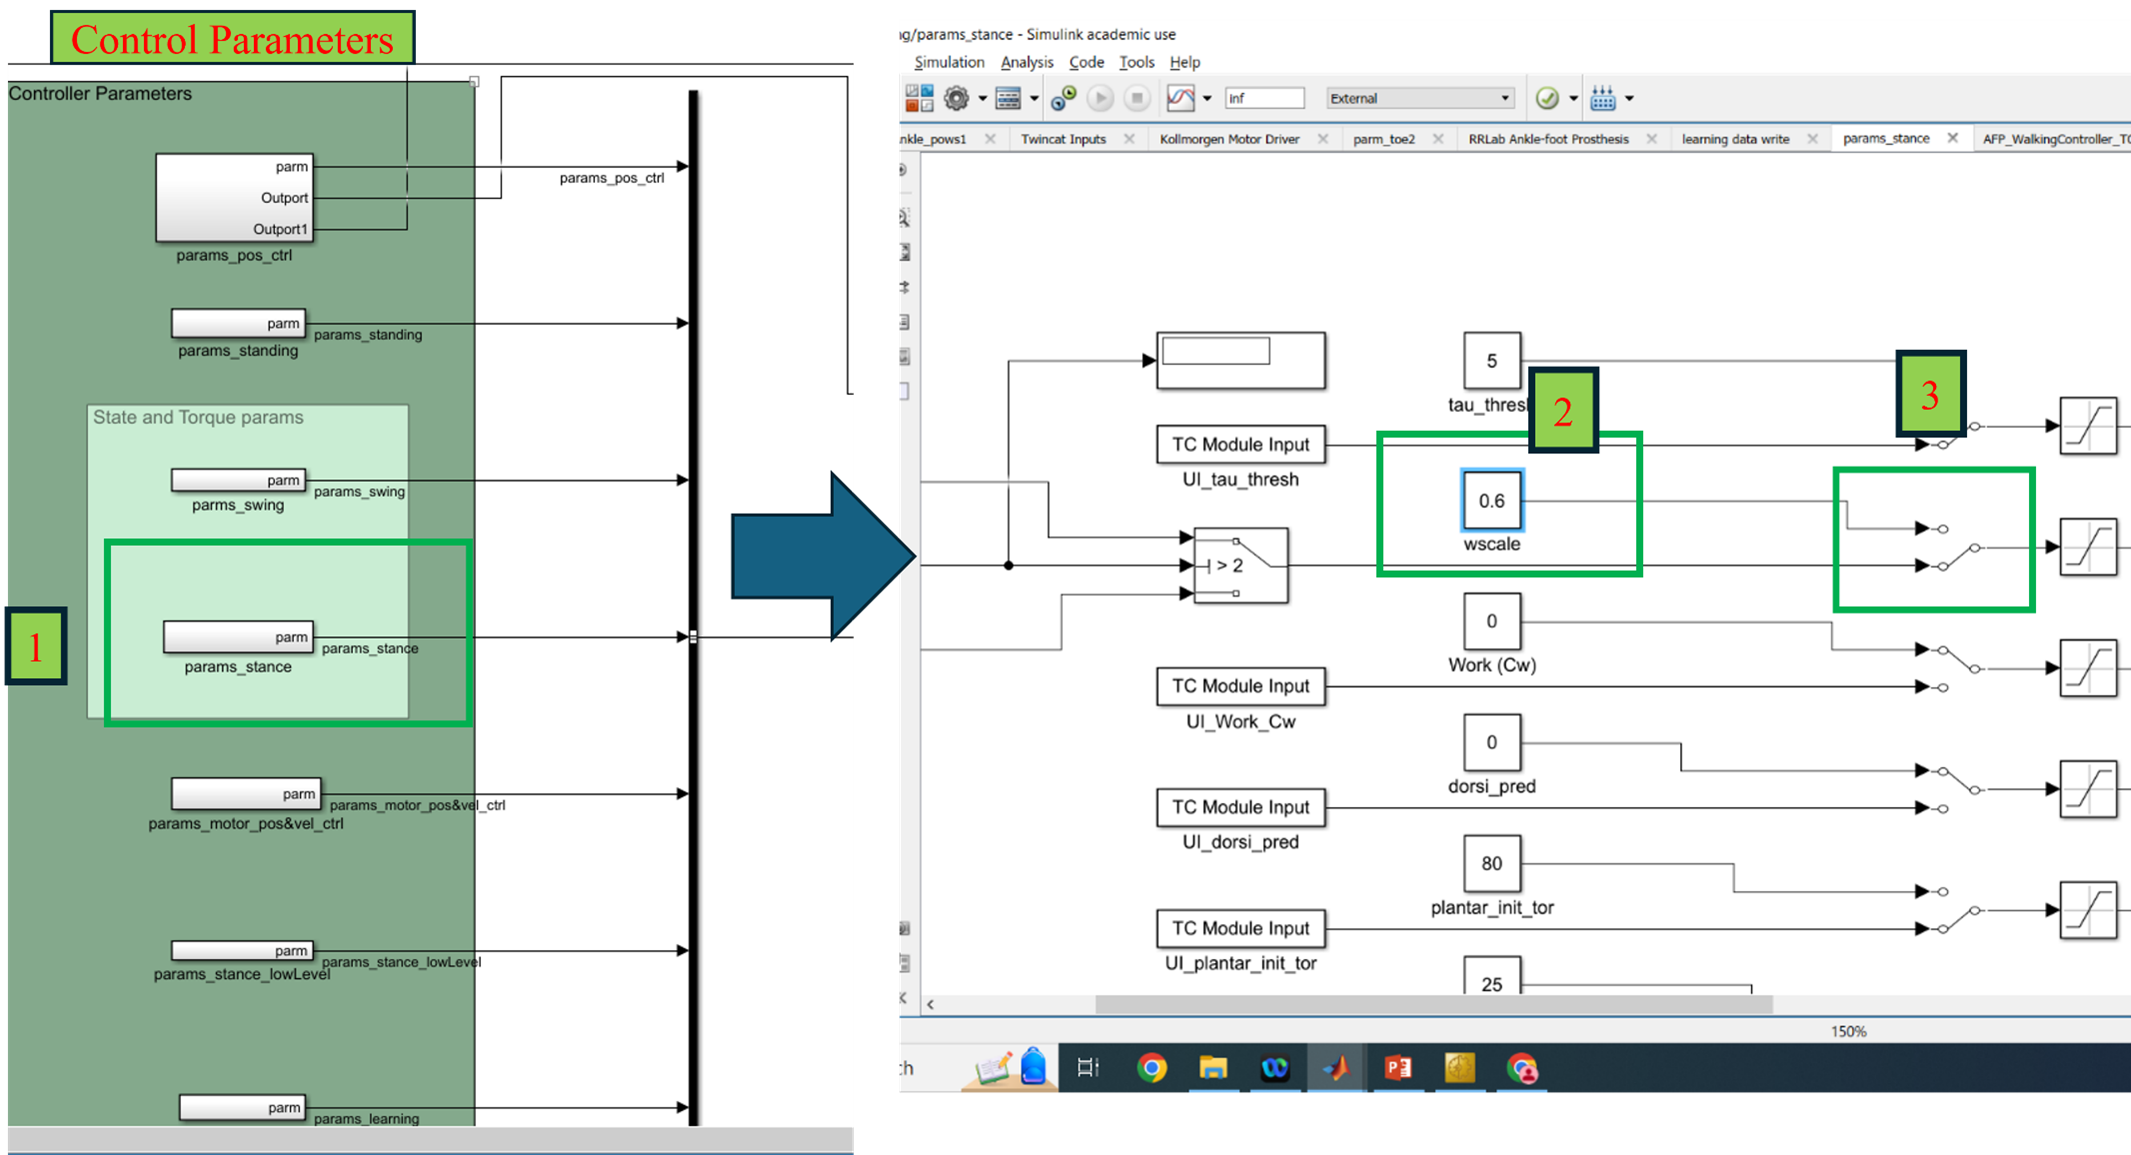 Control Parameters
Controller Parameters
parm
Outport
Outport1
params_pos_ctrl
params_pos_ctrl
parm
params_standing
params_standing
State and Torque params
parm
params_swing
parms_swing
1
parm
params_stance
params_stance
parm
params_motor_pos&vel_ctrl
params_motor_pos&vel_ctrl
parm
params_stance_lowLevel
params_stance_lowLevel
parm
params_learning
ig/params_stance - Simulink academic use
Simulation Analysis Code Tools Help
inf
External
nkle_pows1
Twincat Inputs
Kollmorgen Motor Driver
parm_toe2
RRLab Ankle-foot Prosthesis
learning data write
params_stance
AFP_WalkingController_TC
5
tau_thres
2
3
TC Module Input
UI_tau_thresh
0.6
wscale
> 2
0
Work (Cw)
TC Module Input
UI_Work_Cw
0
dorsi_pred
TC Module Input
UI_dorsi_pred
80
plantar_init_tor
TC Module Input
UI_plantar_init_tor
25
150%
ch